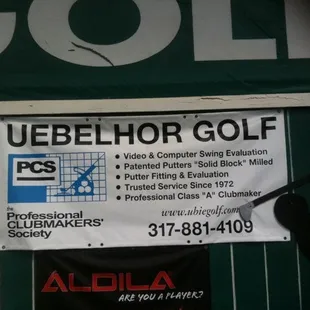 GOL
UEBELHOR GOLF
PCS
the
Professional
CLUBMAKERS'
Society
• Video & Computer Swing Evaluation
• Patented Putters "Solid Block" Milled
• Putter Fitting & Evaluation
• Trusted Service Since 1972
• Professional Class "A" Clubmaker
www.ubiegolf.com
317-881-4109
ALDILA
ARE YOU A PLAYER?